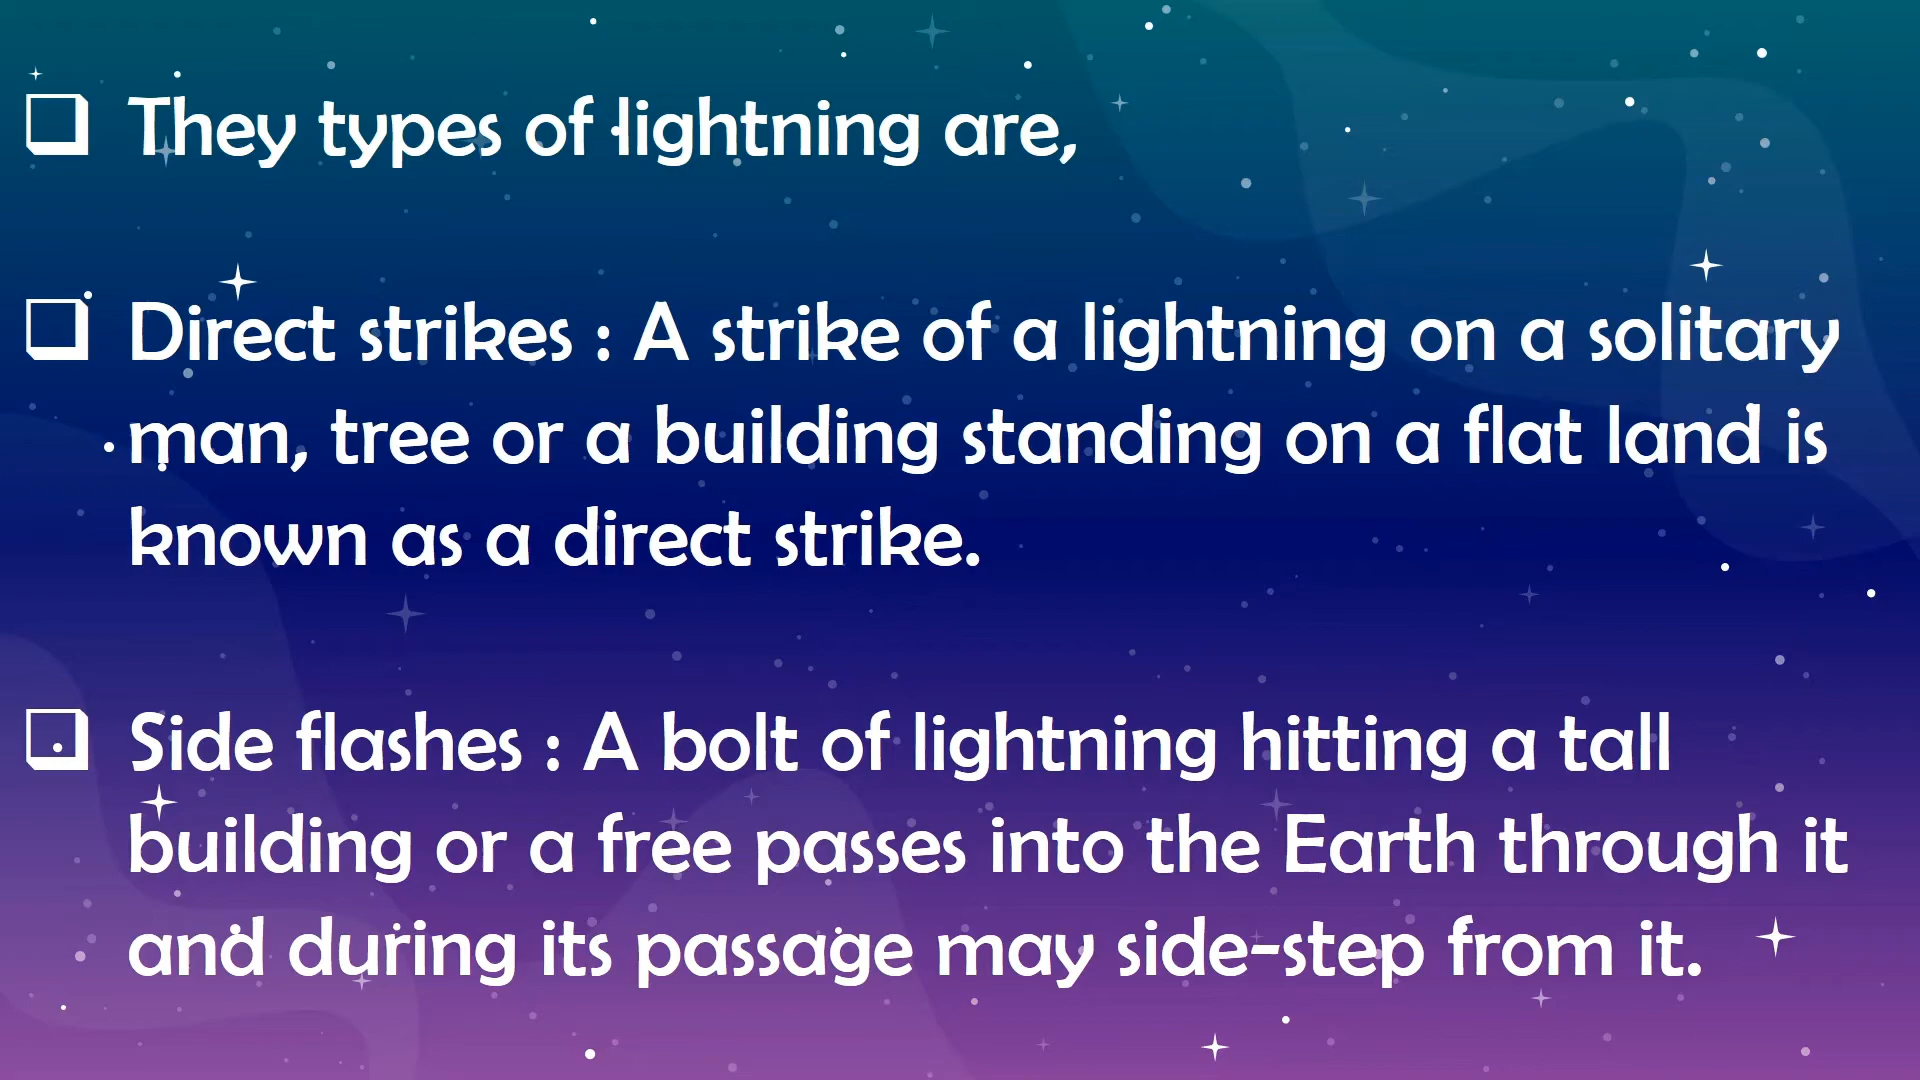 ❑ They types of lightning are,
❑ Direct strikes : A strike of a lightning on a solitary
man, tree or a building standing on a flat land is
known as a direct strike.
❑ Side flashes : A bolt of lightning hitting a tall
building or a free passes into the Earth through it
and during its passage may side-step from it.